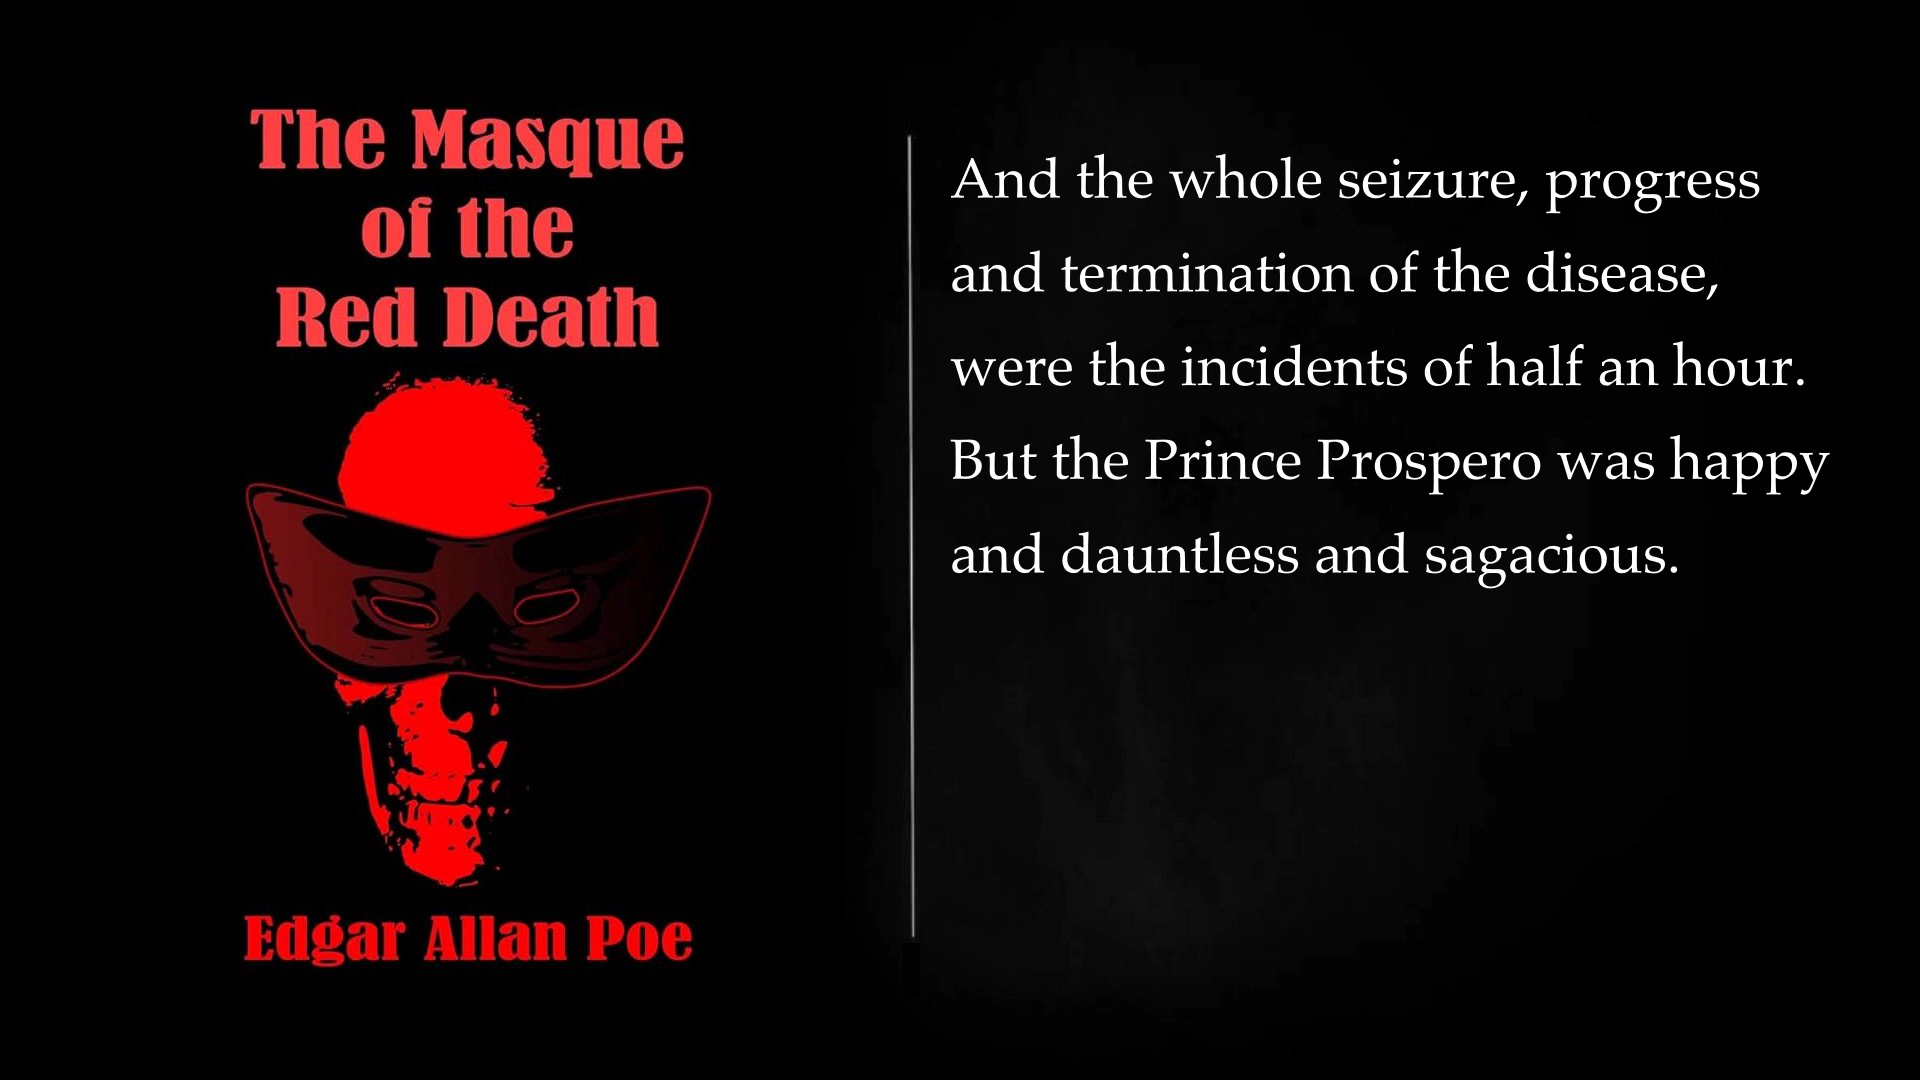 The Masque
of the
Red Death
Edgar Allan Poe
And the whole seizure, progress
and termination of the disease,
were the incidents of half an hour.
But the Prince Prospero was happy
and dauntless and sagacious.